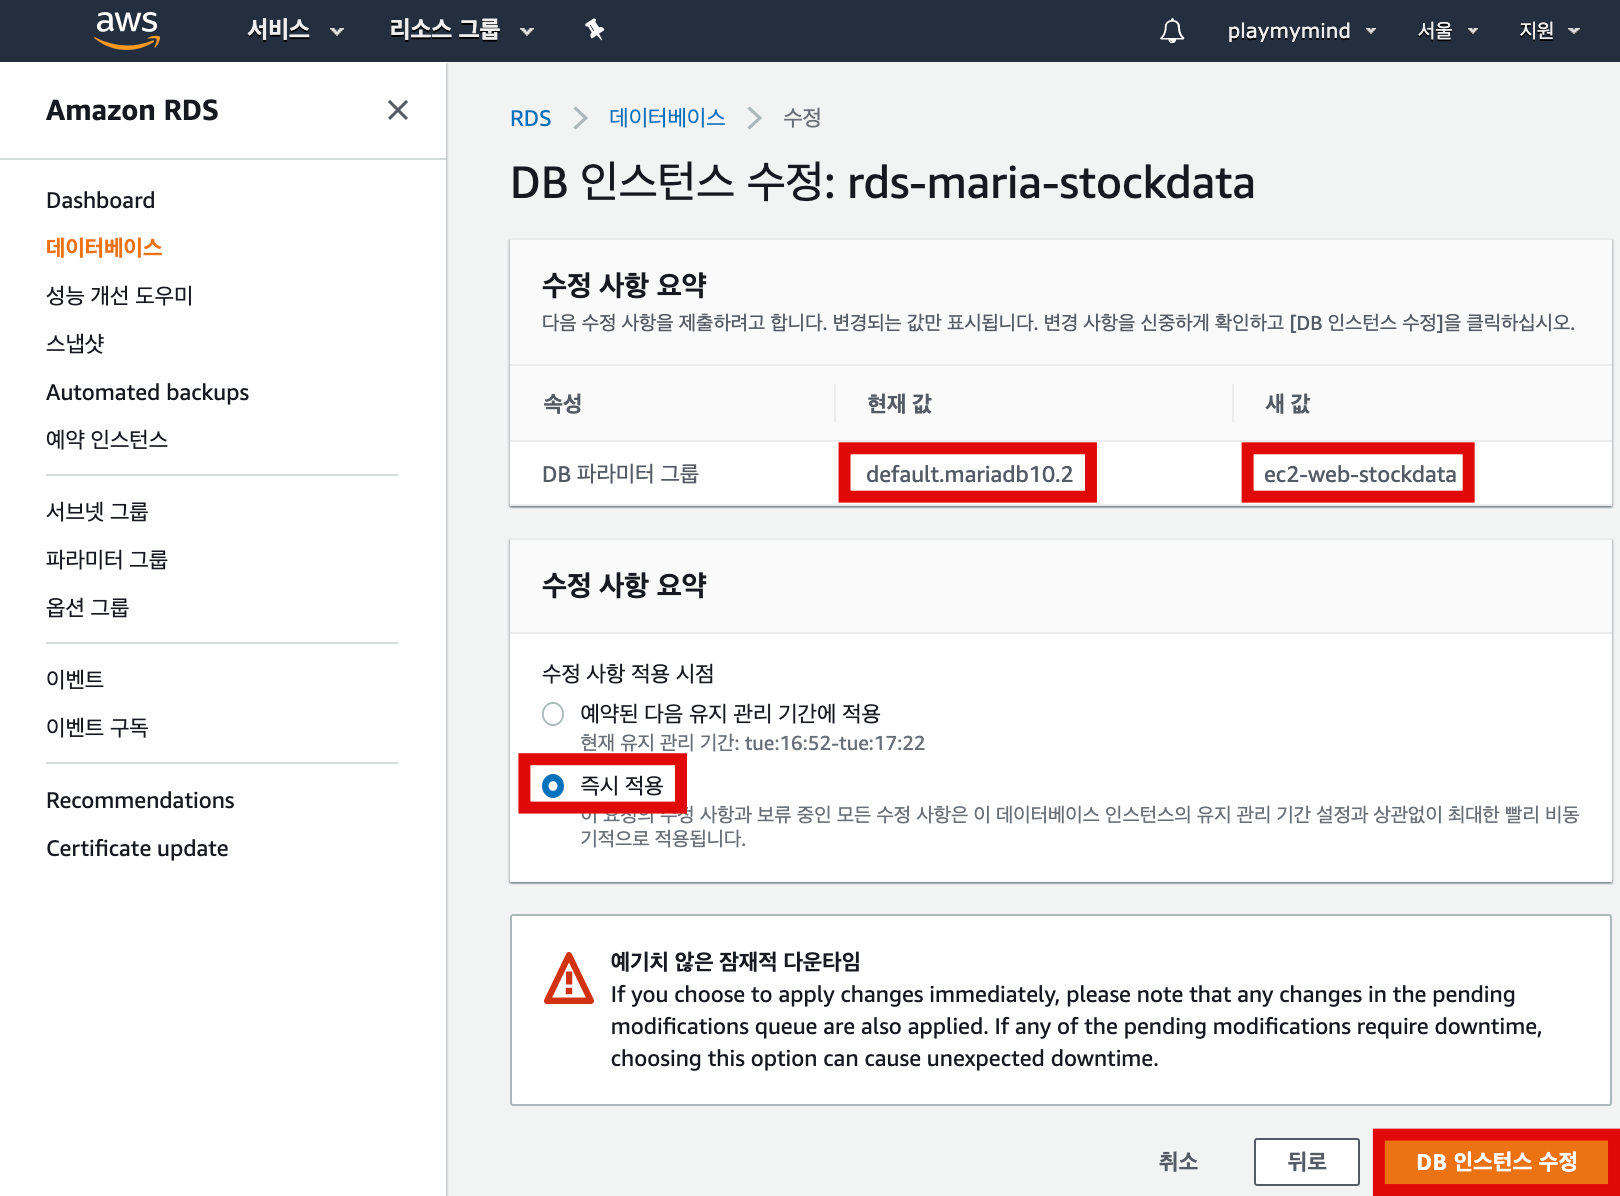 aws 서비스 리소스 그룹 playmymind 서울 지원
Amazon RDS
Dashboard
데이터베이스
성능 개선 도우미
스냅샷
Automated backups
예약 인스턴스
서브넷 그룹
파라미터 그룹
옵션 그룹
이벤트
이벤트 구독
Recommendations
Certificate update
RDS 데이터베이스 수정
DB 인스턴스 수정: rds-maria-stockdata
수정 사항 요약
다음 수정 사항을 제출하려고 합니다. 변경되는 값만 표시됩니다. 변경 사항을 신중하게 확인하고 [DB 인스턴스 수정]을 클릭하십시오.
속성 현재 값 새 값
DB 파라미터 그룹 default.mariadb10.2 ec2-web-stockdata
수정 사항 요약
수정 사항 적용 시점
예약된 다음 유지 관리 기간에 적용
현재 유지 관리 기간: tue:16:52-tue:17:22
즉시 적용
이 요청의 수정 사항과 보류 중인 모든 수정 사항은 이 데이터베이스 인스턴스의 유지 관리 기간 설정과 상관없이 최대한 빨리 비동
기적으로 적용됩니다.
예기치 않은 잠재적 다운타임
If you choose to apply changes immediately, please note that any changes in the pending
modifications queue are also applied. If any of the pending modifications require downtime,
choosing this option can cause unexpected downtime.
취소 뒤로 DB 인스턴스 수정